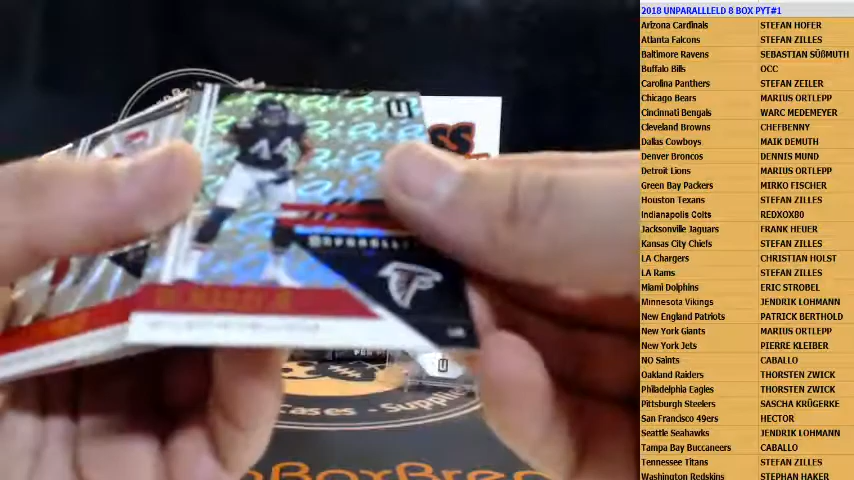 2018 UNPARALLLELD 8 BOX PYT#1
Arizona Cardinals STEFAN HOFER
Atlanta Falcons STEFAN ZILLES
Baltimore Ravens SEBASTIAN SÜßMUTH
Buffalo Bills OCC
Carolina Panthers STEFAN ZEILER
Chicago Bears MARIUS ORTLEPP
Cincinnati Bengals WARC MEDEMEYER
Cleveland Browns CHEFBENNY
Dallas Cowboys MAIK DEMUTH
Denver Broncos DENNIS MUND
Detroit Lions MARIUS ORTLEPP
Green Bay Packers MIRKO FISCHER
Houston Texans STEFAN ZILLES
Indianapolis Colts REDXOX80
Jacksonville Jaguars FRANK HEUER
Kansas City Chiefs STEFAN ZILLES
LA Chargers CHRISTIAN HOLST
LA Rams STEFAN ZILLES
Miami Dolphins ERIC STROBEL
Minnesota Vikings JENDRIK LOHMANN
New England Patriots PATRICK BERTHOLD
New York Giants MARIUS ORTLEPP
New York Jets PIERRE KLEIBER
NO Saints CABALLO
Oakland Raiders THORSTEN ZWICK
Philadelphia Eagles THORSTEN ZWICK
Pittsburgh Steelers SASCHA KRÜGERKE
San Francisco 49ers HECTOR
Seattle Seahawks JENDRIK LOHMANN
Tampa Bay Buccaneers CABALLO
Tennessee Titans STEFAN ZILLES
Washington Redskins STEPHAN HAKER
U
44
SS
U
Cases - Suppl
BoxBre